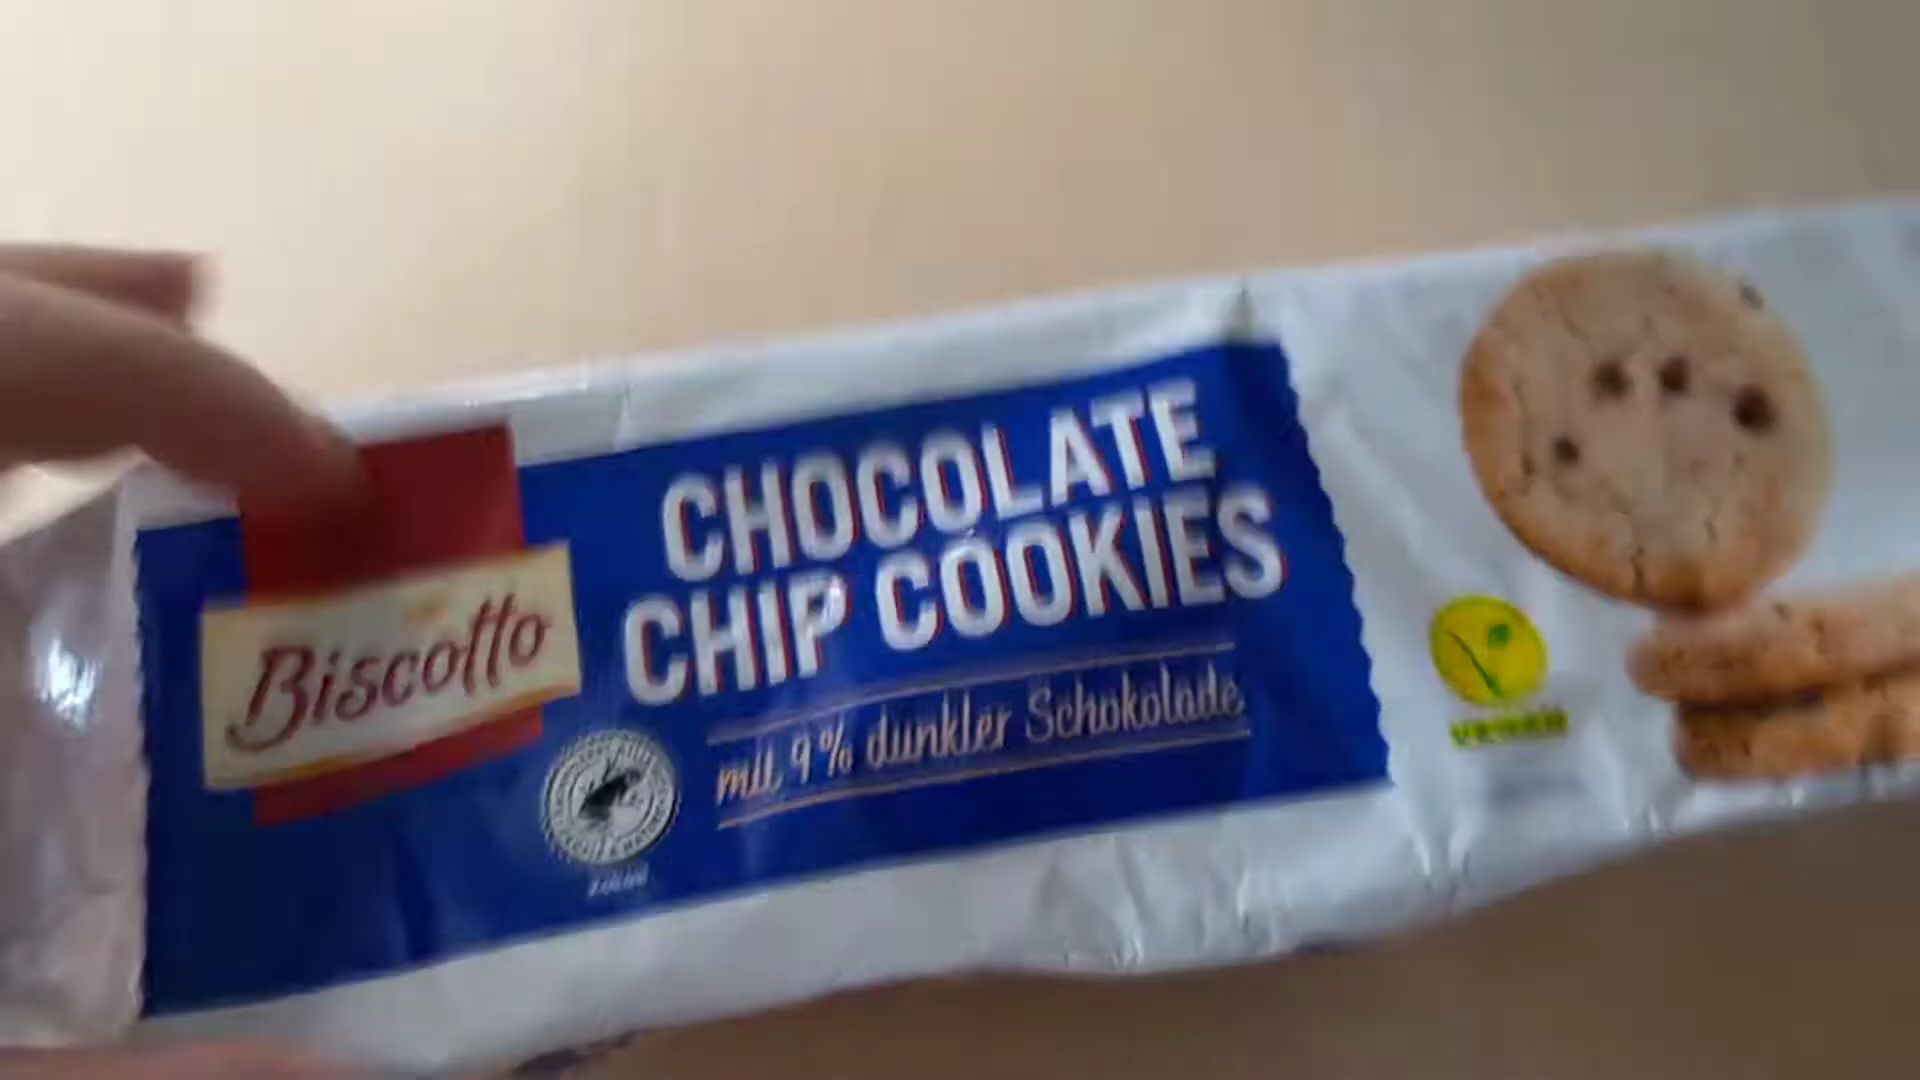 Biscotto
CHOCOLATE
CHIP COOKIES
mit 9% dunkler Schokolade
VEGAN